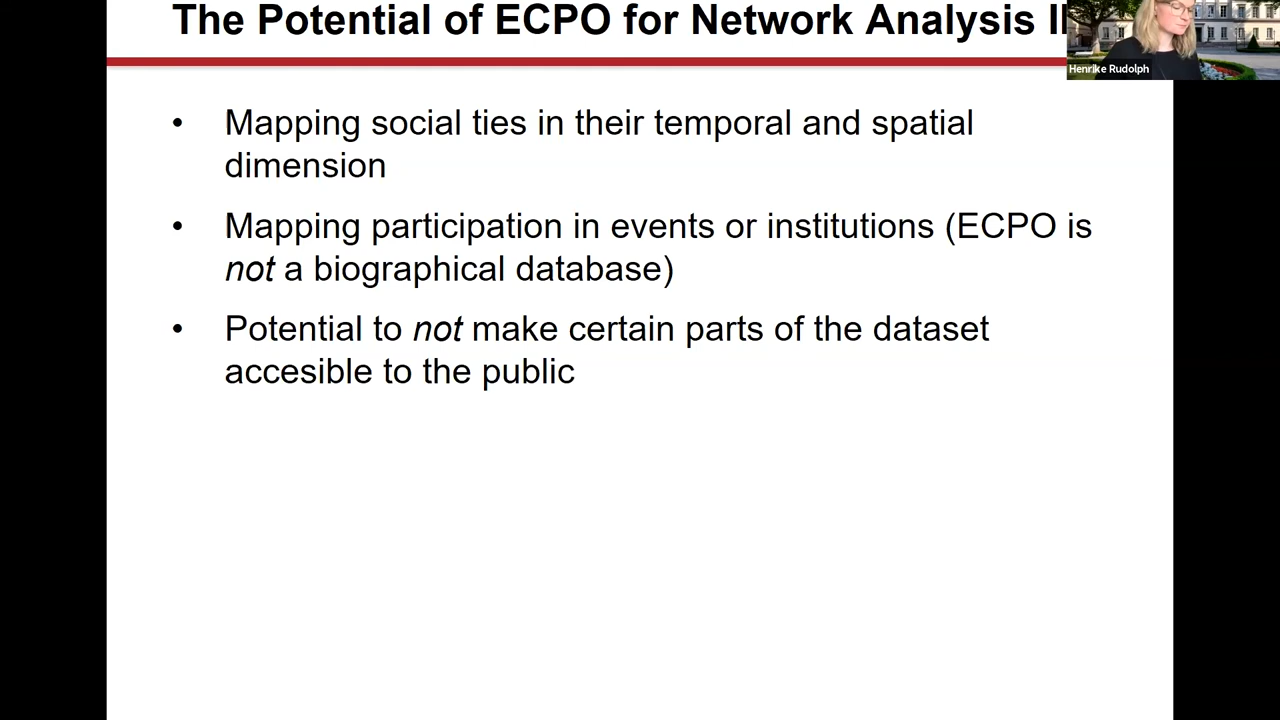 The Potential of ECPO for Network Analysis II
Henrike Rudolph
• Mapping social ties in their temporal and spatial
dimension
• Mapping participation in events or institutions (ECPO is
not a biographical database)
• Potential to not make certain parts of the dataset
accesible to the public